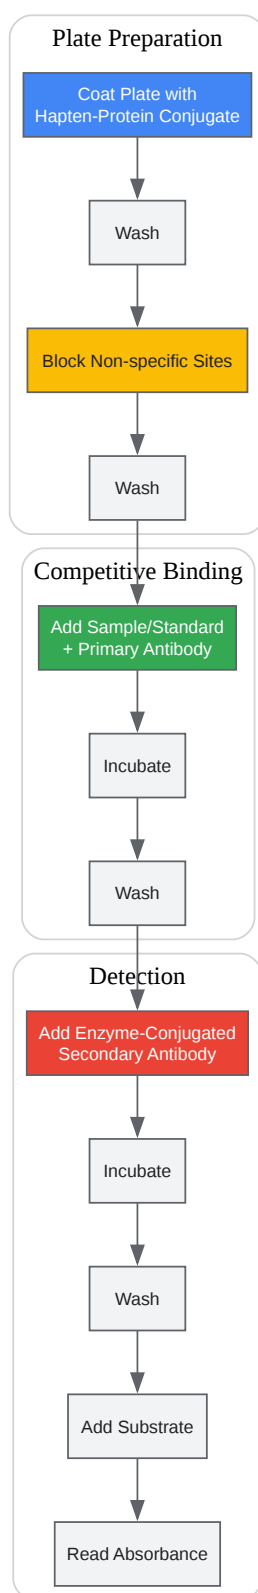 Plate Preparation
Coat Plate with
Hapten-Protein Conjugate
Wash
Block Non-specific Sites
Wash
Competitive Binding
Add Sample/Standard
+ Primary Antibody
Incubate
Wash
Detection
Add Enzyme-Conjugated
Secondary Antibody
Incubate
Wash
Add Substrate
Read Absorbance